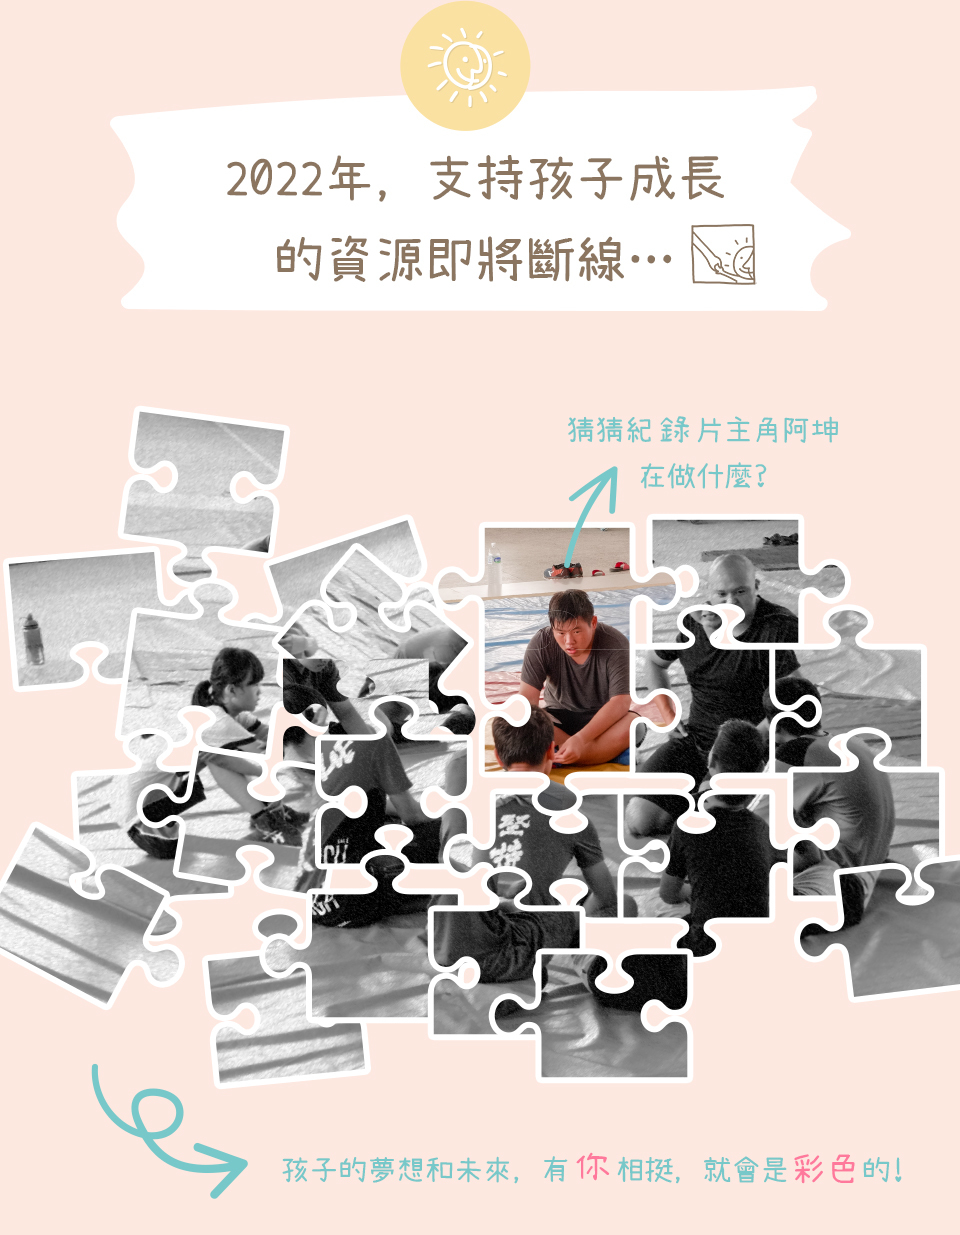 2022年，支持孩子成長
的資源即將斷線⋯
猜猜紀錄片主角阿坤
在做什麼？
孩子的夢想和未來，有你相挺，就會是彩色的！